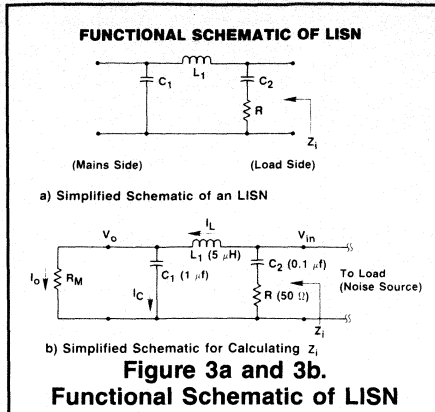 FUNCTIONAL SCHEMATIC OF LISN
L1
C1
C2
R
Zi
(Mains Side)
(Load Side)
a) Simplified Schematic of an LISN
IL
Vo
Vin
L1 (5 μH)
C2 (0.1 μf)
Io
RM
C1 (1 μf)
To Load
(Noise Source)
IC
R (50 Ω)
Zi
b) Simplified Schematic for Calculating Zi
Figure 3a and 3b.
Functional Schematic of LISN